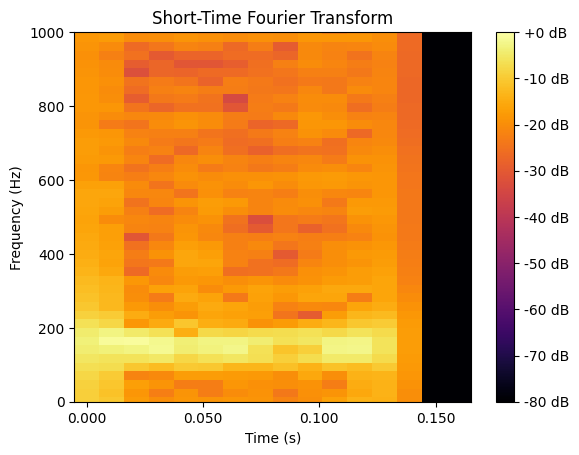 Short-Time Fourier Transform
1000
800
600
400
200
0
Frequency (Hz)
0.000
0.050
0.100
0.150
Time (s)
+0 dB
-10 dB
-20 dB
-30 dB
-40 dB
-50 dB
-60 dB
-70 dB
-80 dB